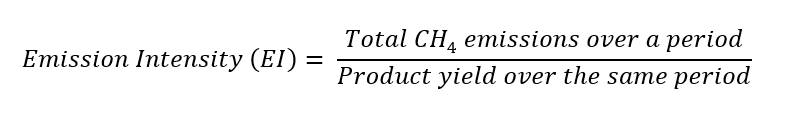 Emission Intensity (EI) = 
Total CH₄ emissions over a period
Product yield over the same period